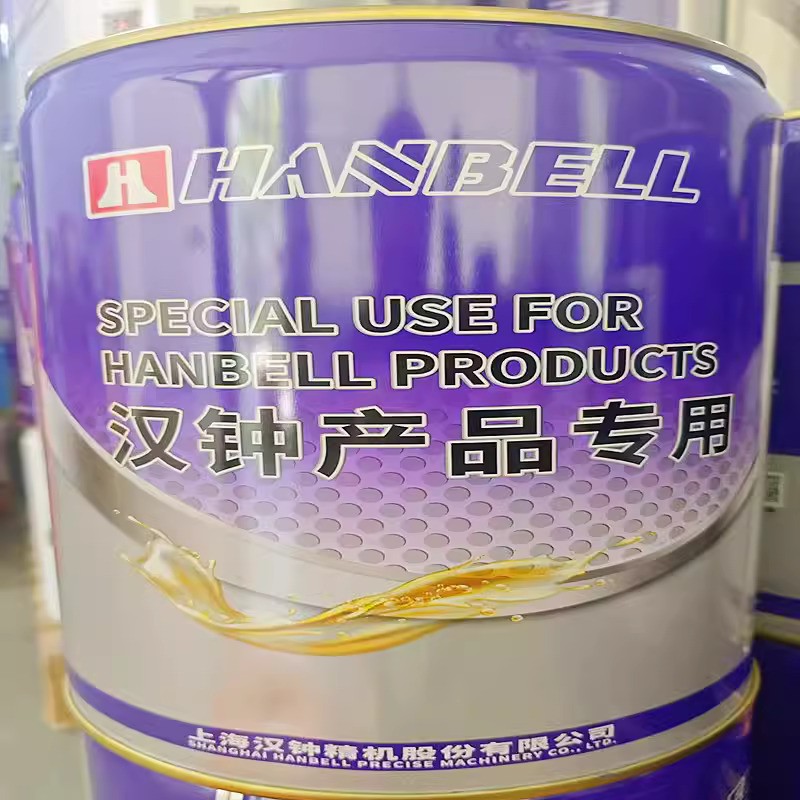 H HANBELL
SPECIAL USE FOR
HANBELL PRODUCTS
汉钟产品专用
上海汉钟精机股份有限公司
SHANGHAI HANBELL PRECISE MACHINERY CO., LTD.